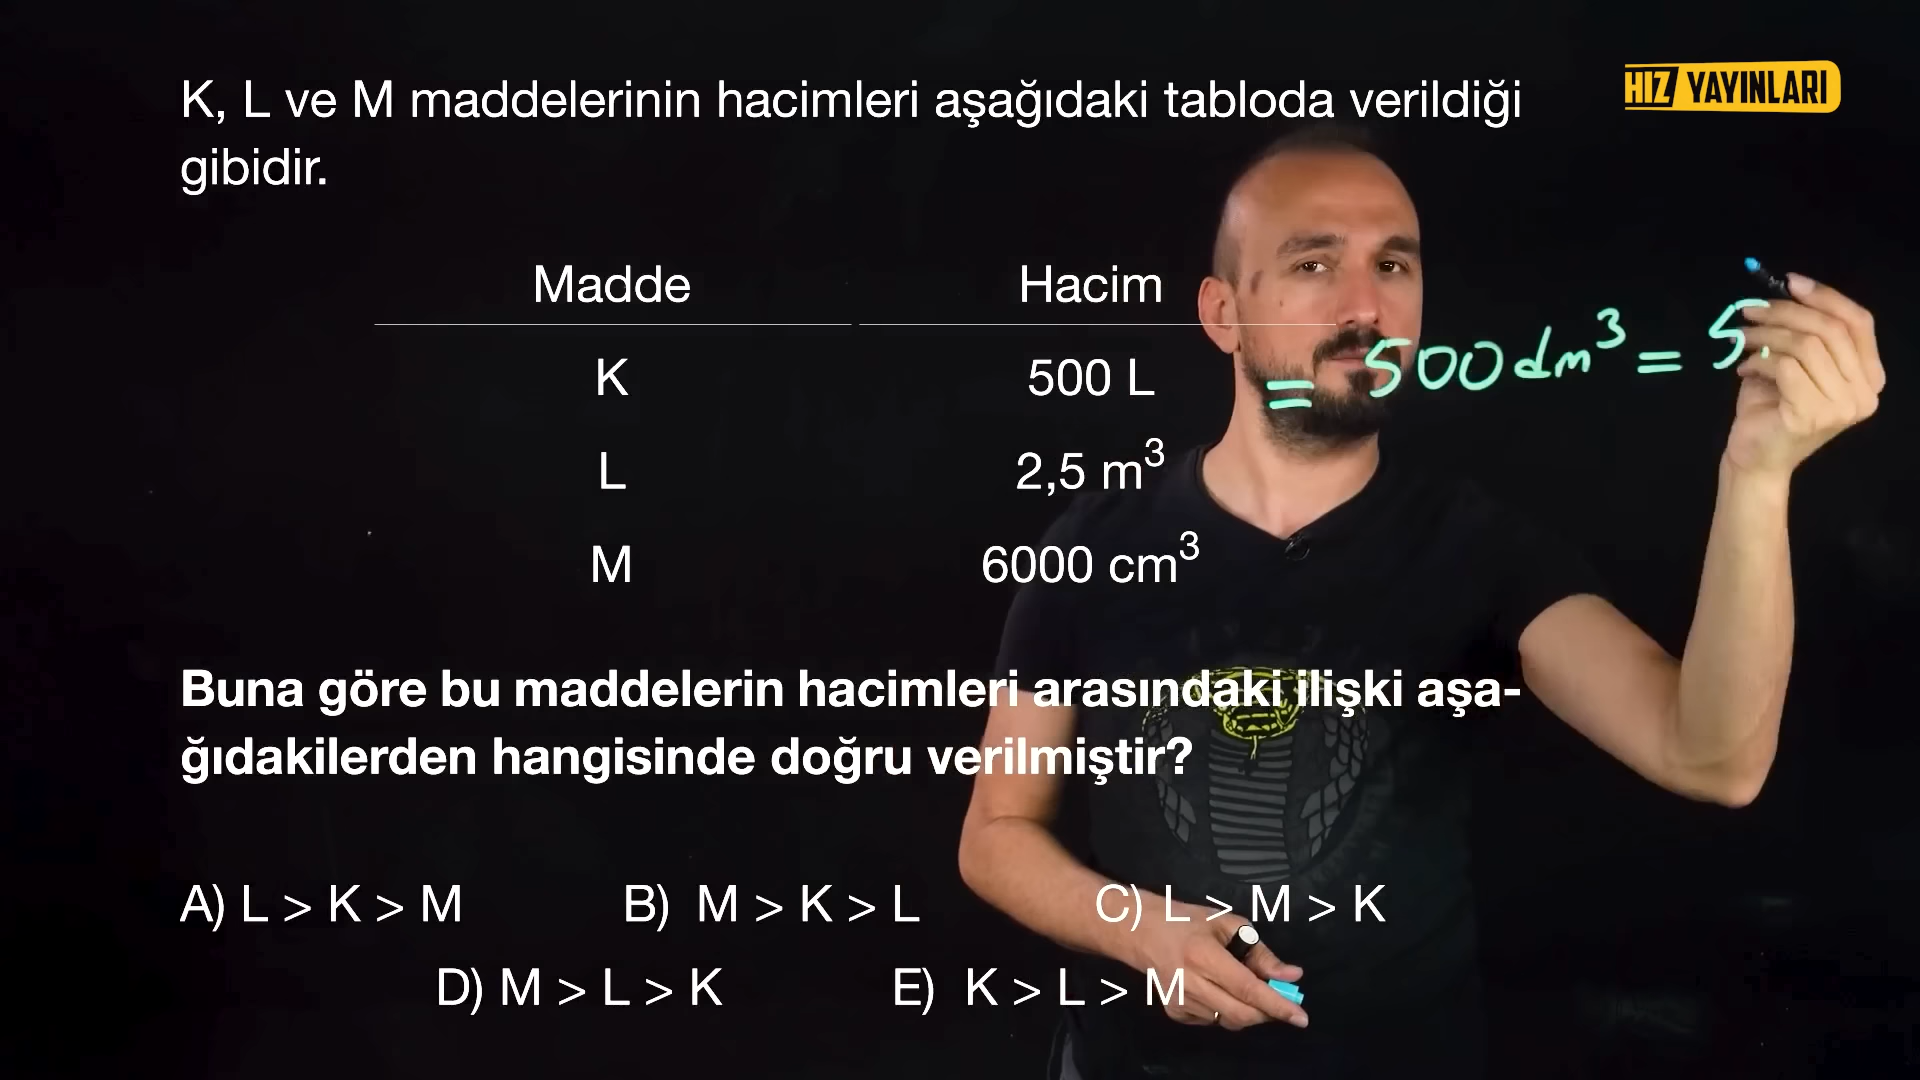 K, L ve M maddelerinin hacimleri aşağıdaki tabloda verildiği
gibidir.
HIZ YAYINLARI
Madde Hacim
K 500 L = 500 dm³ = 5.
L 2,5 m³
M 6000 cm³
Buna göre bu maddelerin hacimleri arasındaki ilişki aşa-
ğıdakilerden hangisinde doğru verilmiştir?
A) L > K > M B) M > K > L C) L > M > K
D) M > L > K E) K > L > M